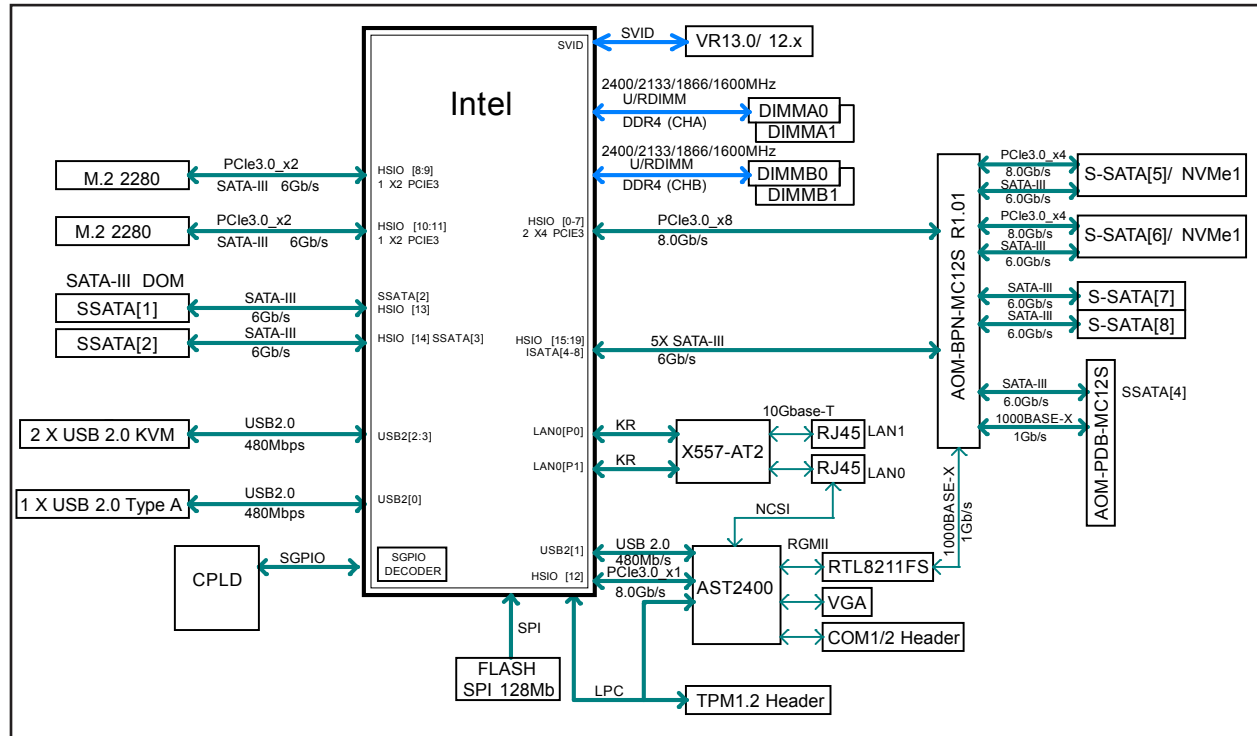 SVID
SVID
VR13.0/ 12.x
Intel
2400/2133/1866/1600MHz
U/RDIMM
DDR4 (CHA)
DIMMA0
DIMMA1
2400/2133/1866/1600MHz
U/RDIMM
DDR4 (CHB)
DIMMB0
DIMMB1
M.2 2280
PCIe3.0_x2
SATA-III 6Gb/s
HSIO [8:9]
1 X2 PCIE3
M.2 2280
PCIe3.0_x2
SATA-III 6Gb/s
HSIO [10:11]
1 X2 PCIE3
HSIO [0-7]
2 X4 PCIE3
PCIe3.0_x8
8.0Gb/s
SATA-III DOM
SSATA[1]
SATA-III
6Gb/s
SSATA[2]
HSIO [13]
SSATA[2]
SATA-III
6Gb/s
HSIO [14] SSATA[3]
HSIO [15:19]
ISATA[4-8]
5X SATA-III
6Gb/s
AOM-BPN-MC12S R1.01
PCIe3.0_x4
8.0Gb/s
SATA-III
6.0Gb/s
S-SATA[5]/ NVMe1
PCIe3.0_x4
8.0Gb/s
SATA-III
6.0Gb/s
S-SATA[6]/ NVMe1
SATA-III
6.0Gb/s
S-SATA[7]
SATA-III
6.0Gb/s
S-SATA[8]
SATA-III
6.0Gb/s
SSATA[4]
1000BASE-X
1Gb/s
AOM-PDB-MC12S
2 X USB 2.0 KVM
USB2.0
480Mbps
USB2[2:3]
1 X USB 2.0 Type A
USB2.0
480Mbps
USB2[0]
LAN0[P0]
KR
LAN0[P1]
KR
X557-AT2
10Gbase-T
RJ45
LAN1
RJ45
LAN0
NCSI
1000BASE-X
1Gb/s
CPLD
SGPIO
SGPIO
DECODER
USB2[1]
USB 2.0
480Mb/s
HSIO [12]
PCIe3.0_x1
8.0Gb/s
AST2400
RGMII
RTL8211FS
VGA
COM1/2 Header
SPI
FLASH
SPI 128Mb
LPC
TPM1.2 Header